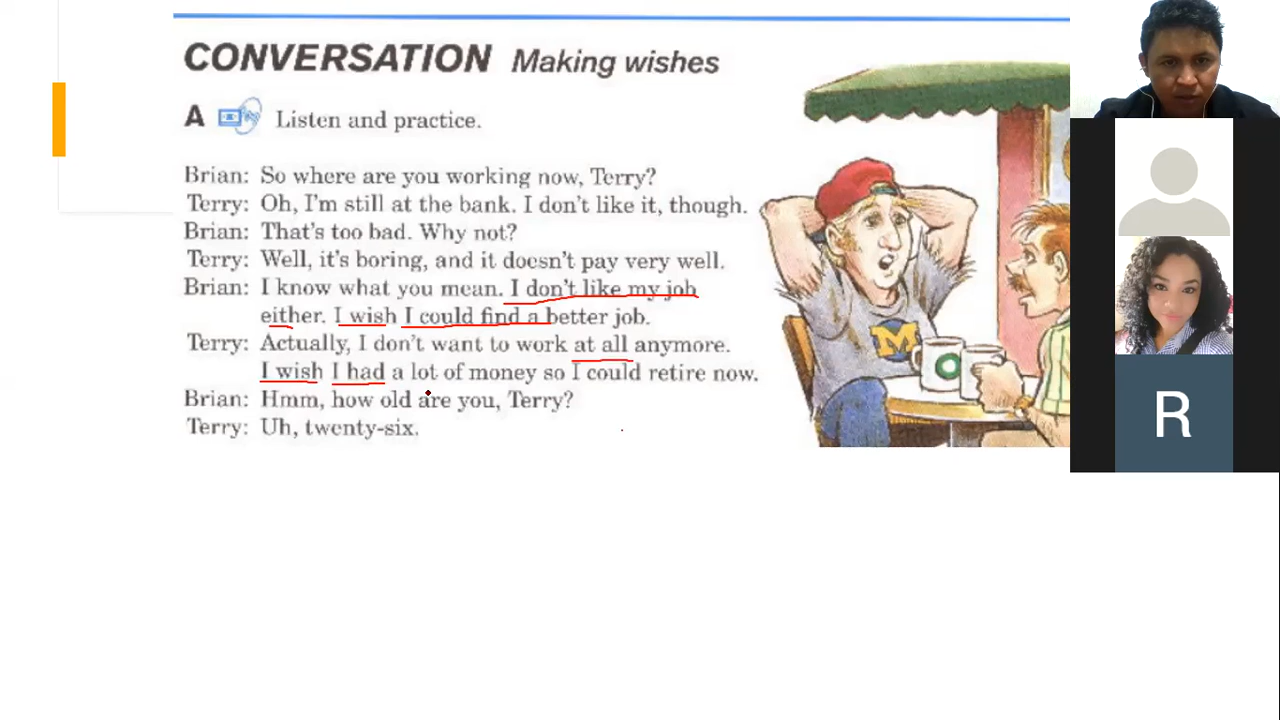 CONVERSATION Making wishes
A Listen and practice.
Brian: So where are you working now, Terry?
Terry: Oh, I'm still at the bank. I don't like it, though.
Brian: That's too bad. Why not?
Terry: Well, it's boring, and it doesn't pay very well.
Brian: I know what you mean. I don't like my job
either. I wish I could find a better job.
Terry: Actually, I don't want to work at all anymore.
I wish I had a lot of money so I could retire now.
Brian: Hmm, how old are you, Terry?
Terry: Uh, twenty-six.
M
R